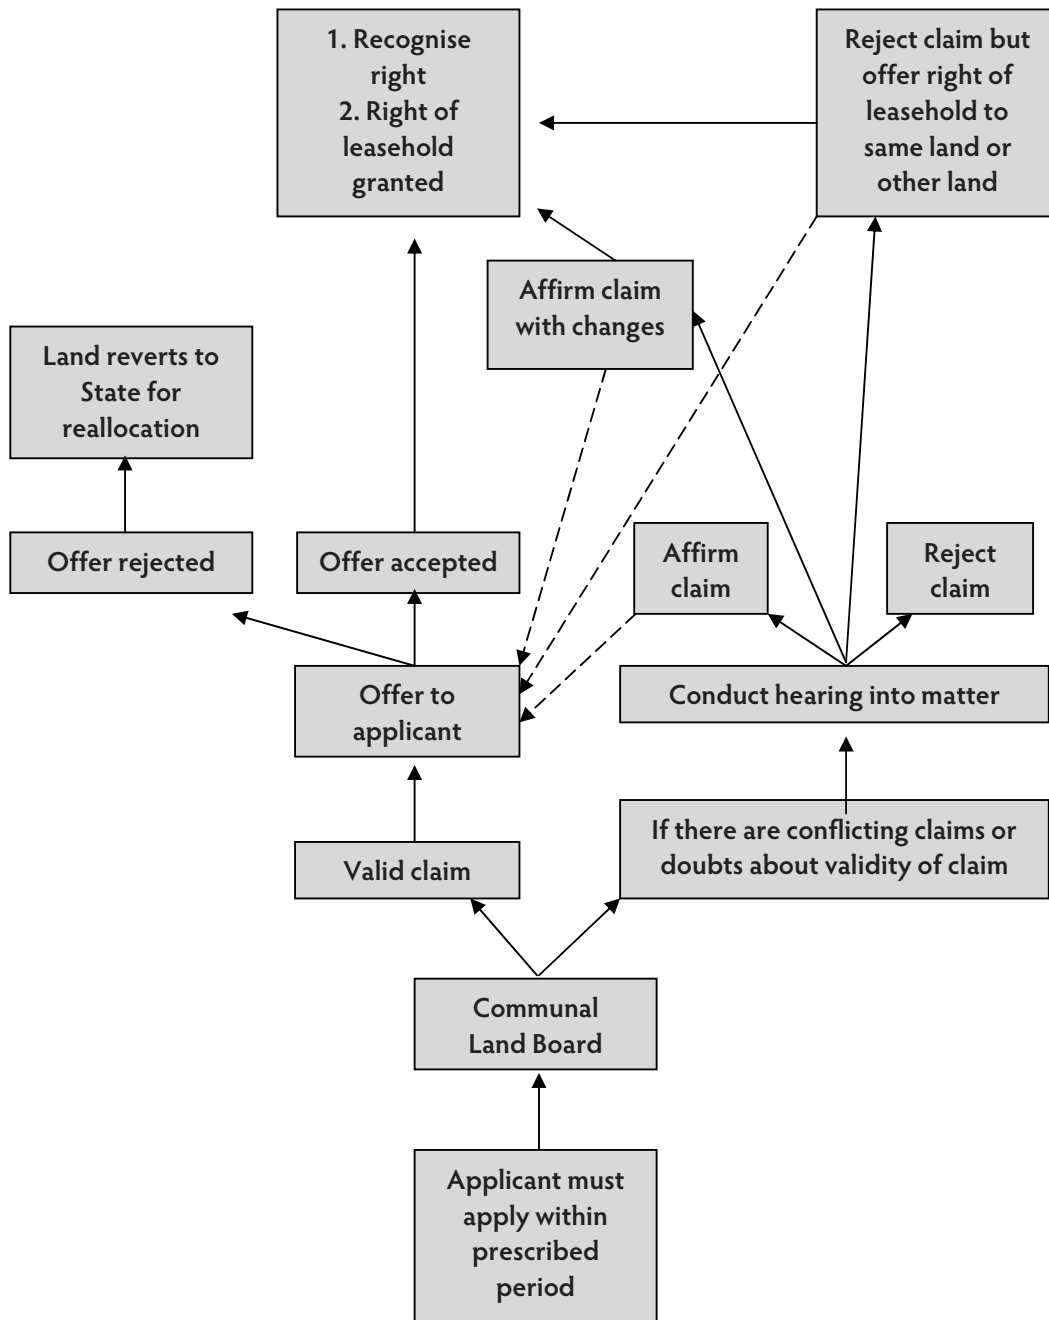 1. Recognise
right
2. Right of
leasehold
granted
Reject claim but
offer right of
leasehold to
same land or
other land
Affirm claim
with changes
Land reverts to
State for
reallocation
Offer rejected
Offer accepted
Affirm
claim
Reject
claim
Offer to
applicant
Conduct hearing into matter
If there are conflicting claims or
doubts about validity of claim
Valid claim
Communal
Land Board
Applicant must
apply within
prescribed
period